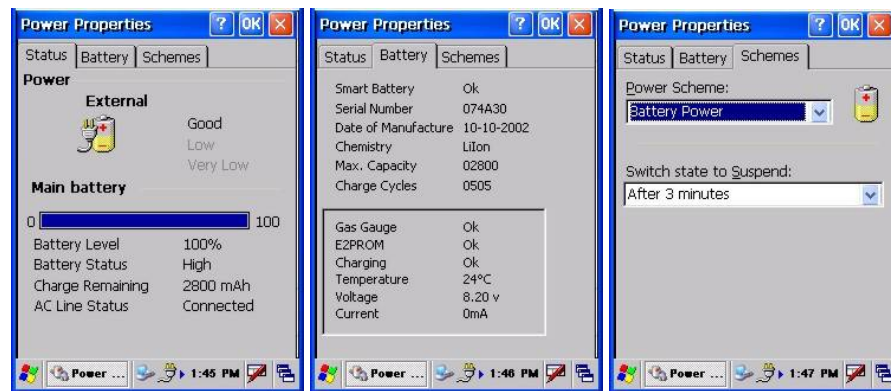 Power Properties ? OK
Status Battery Schemes
Power
External
Good
Low
Very Low
Main battery
0 100
Battery Level 100%
Battery Status High
Charge Remaining 2800 mAh
AC Line Status Connected
Power ... 1:45 PM
Power Properties ? OK
Status Battery Schemes
Smart Battery Ok
Serial Number 074A30
Date of Manufacture 10-10-2002
Chemistry LiIon
Max. Capacity 02800
Charge Cycles 0505
Gas Gauge Ok
E2PROM Ok
Charging Ok
Temperature 24°C
Voltage 8.20 v
Current 0mA
Power ... 1:46 PM
Power Properties ? OK
Status Battery Schemes
Power Scheme:
Battery Power
Switch state to Suspend:
After 3 minutes
Power ... 1:47 PM